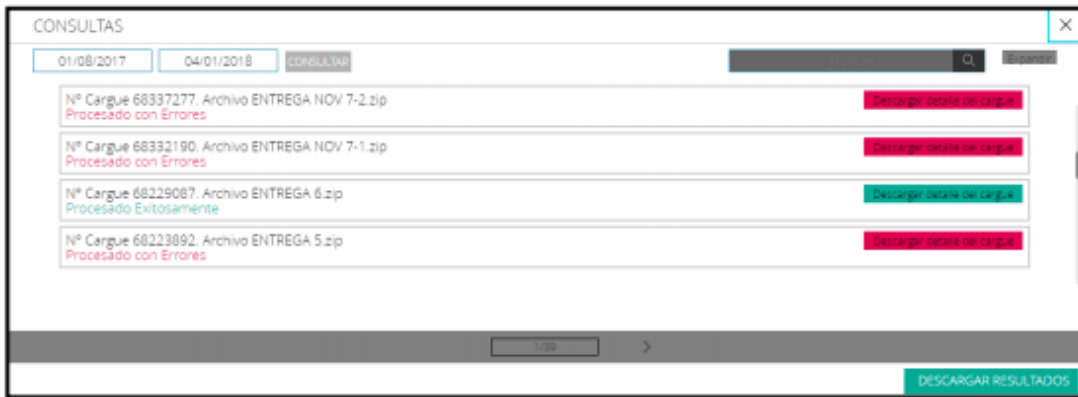 CONSULTAS
01/08/2017 04/01/2018 CONSULTAR Buscar Expandir
Nº Cargue 68337277. Archivo ENTREGA NOV 7-2.zip Descargar detalle del cargue
Procesado con Errores
Nº Cargue 68332190. Archivo ENTREGA NOV 7-1.zip Descargar detalle del cargue
Procesado con Errores
Nº Cargue 68229087. Archivo ENTREGA 6.zip Descargar detalle del cargue
Procesado Exitosamente
Nº Cargue 68223892. Archivo ENTREGA 5.zip Descargar detalle del cargue
Procesado con Errores
1/39
DESCARGAR RESULTADOS